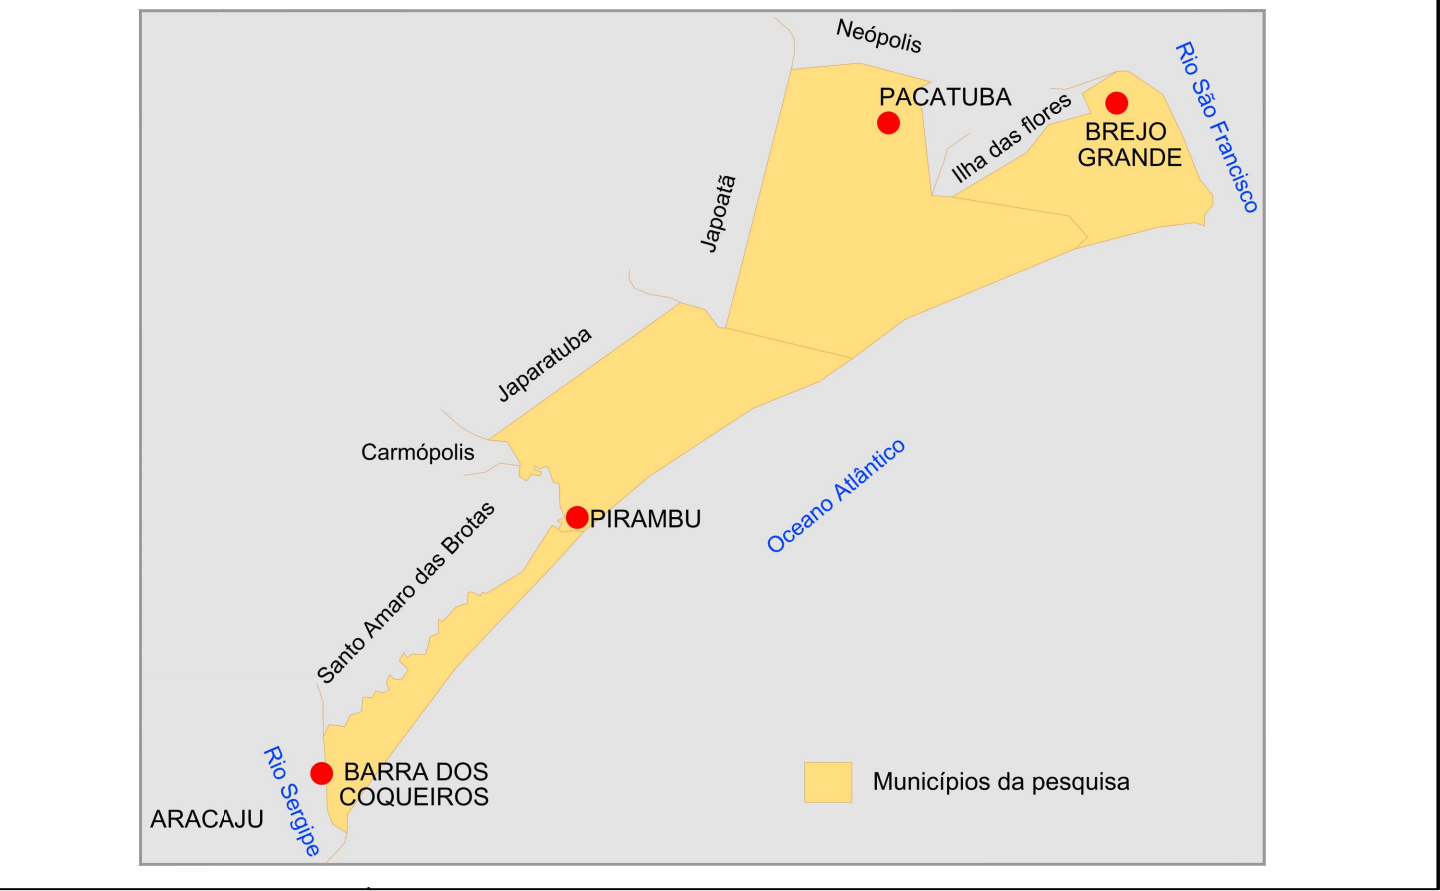 Neópolis
Rio São Francisco
PACATUBA
Ilha das flores
BREJO
GRANDE
Japoatã
Japaratuba
Carmópolis
Oceano Atlântico
PIRAMBU
Santo Amaro das Brotas
Rio Sergipe
BARRA DOS
COQUEIROS
Municípios da pesquisa
ARACAJU